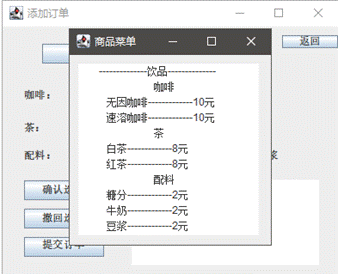 添加订单
商品菜单
返回
--------------饮品--------------
咖啡
无因咖啡-------------10元
速溶咖啡-------------10元
茶
白茶-------------8元
红茶-------------8元
配料
糖分-------------2元
牛奶-------------2元
豆浆-------------2元
咖啡:
茶:
配料:
浆
确认
撤回
提交订单